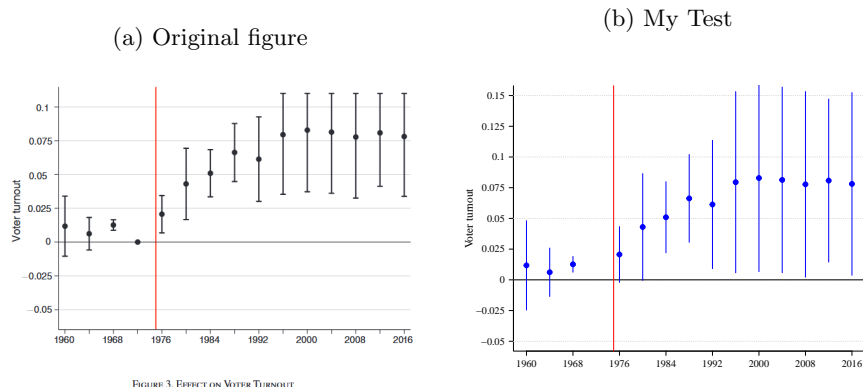 (a) Original figure
0.1
0.075
0.05
0.025
0
−0.025
−0.05
Voter turnout
1960 1968 1976 1984 1992 2000 2008 2016
FIGURE 3. EFFECT ON VOTER TURNOUT
(b) My Test
0.15
0.125
0.1
0.075
0.05
0.025
0
−0.025
−0.05
Voter turnout
1960 1968 1976 1984 1992 2000 2008 2016